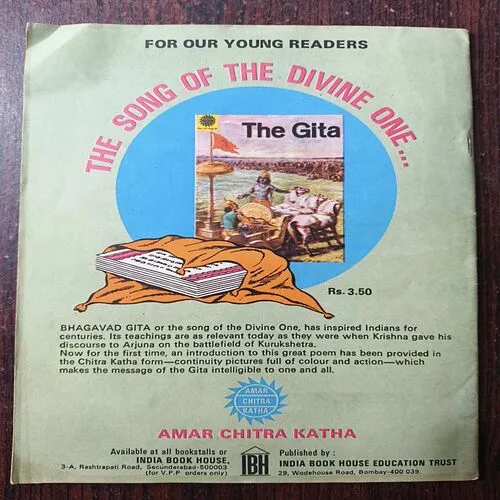 FOR OUR YOUNG READERS
THE SONG OF THE DIVINE ONE...
The Gita
Rs. 3.50
BHAGAVAD GITA or the song of the Divine One, has inspired Indians for
centuries. Its teachings are as relevant today as they were when Krishna gave his
discourse to Arjuna on the battlefield of Kurukshetra.
Now for the first time, an introduction to this great poem has been provided in
the Chitra Katha form—continuity pictures full of colour and action—which
makes the message of the Gita intelligible to one and all.
AMAR
CHITRA
KATHA
AMAR CHITRA KATHA
Available at all bookstalls or
INDIA BOOK HOUSE,
3-A, Rashtrapati Road, Secunderabad-500003
(for V.P.P orders only)
IBH
Published by :
INDIA BOOK HOUSE EDUCATION TRUST
29, Wodehouse Road, Bombay-400 039.